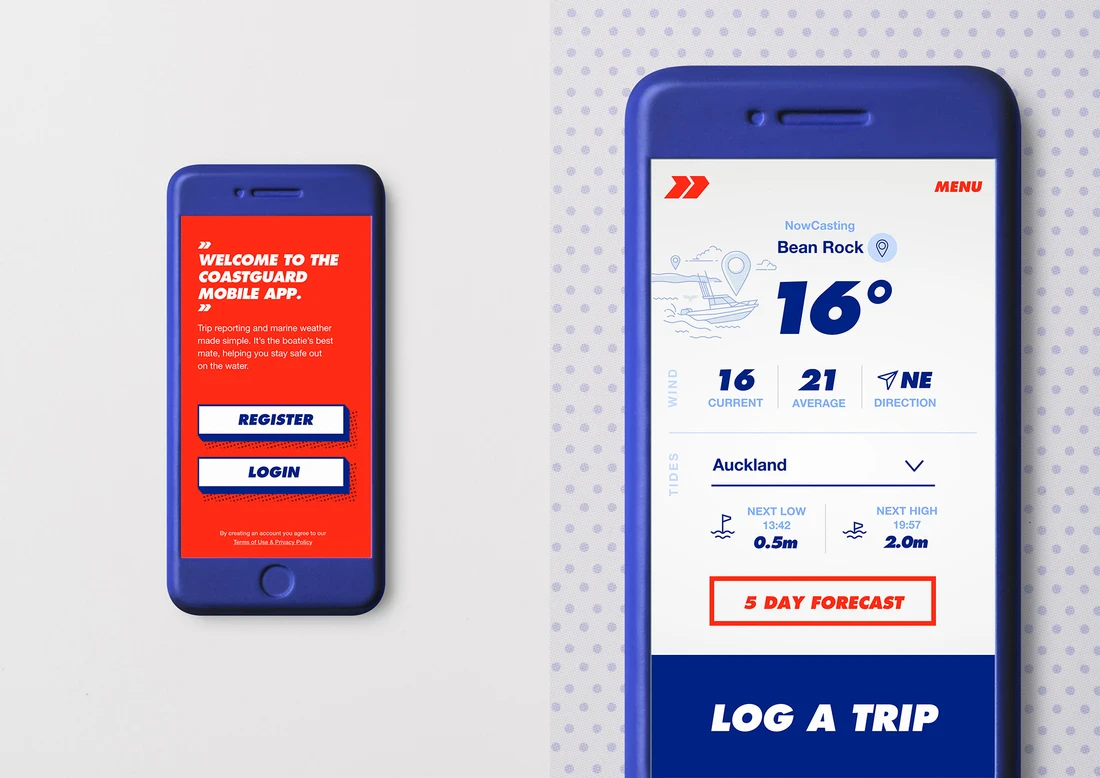 WELCOME TO THE
COASTGUARD
MOBILE APP.
Trip reporting and marine weather
made simple. It's the boatie's best
mate, helping you stay safe out
on the water.
REGISTER
LOGIN
By creating an account you agree to our
Terms of Use & Privacy Policy
MENU
NowCasting
Bean Rock
16°
WIND
16
CURRENT
21
AVERAGE
NE
DIRECTION
TIDES
Auckland
NEXT LOW
13:42
0.5m
NEXT HIGH
19:57
2.0m
5 DAY FORECAST
LOG A TRIP